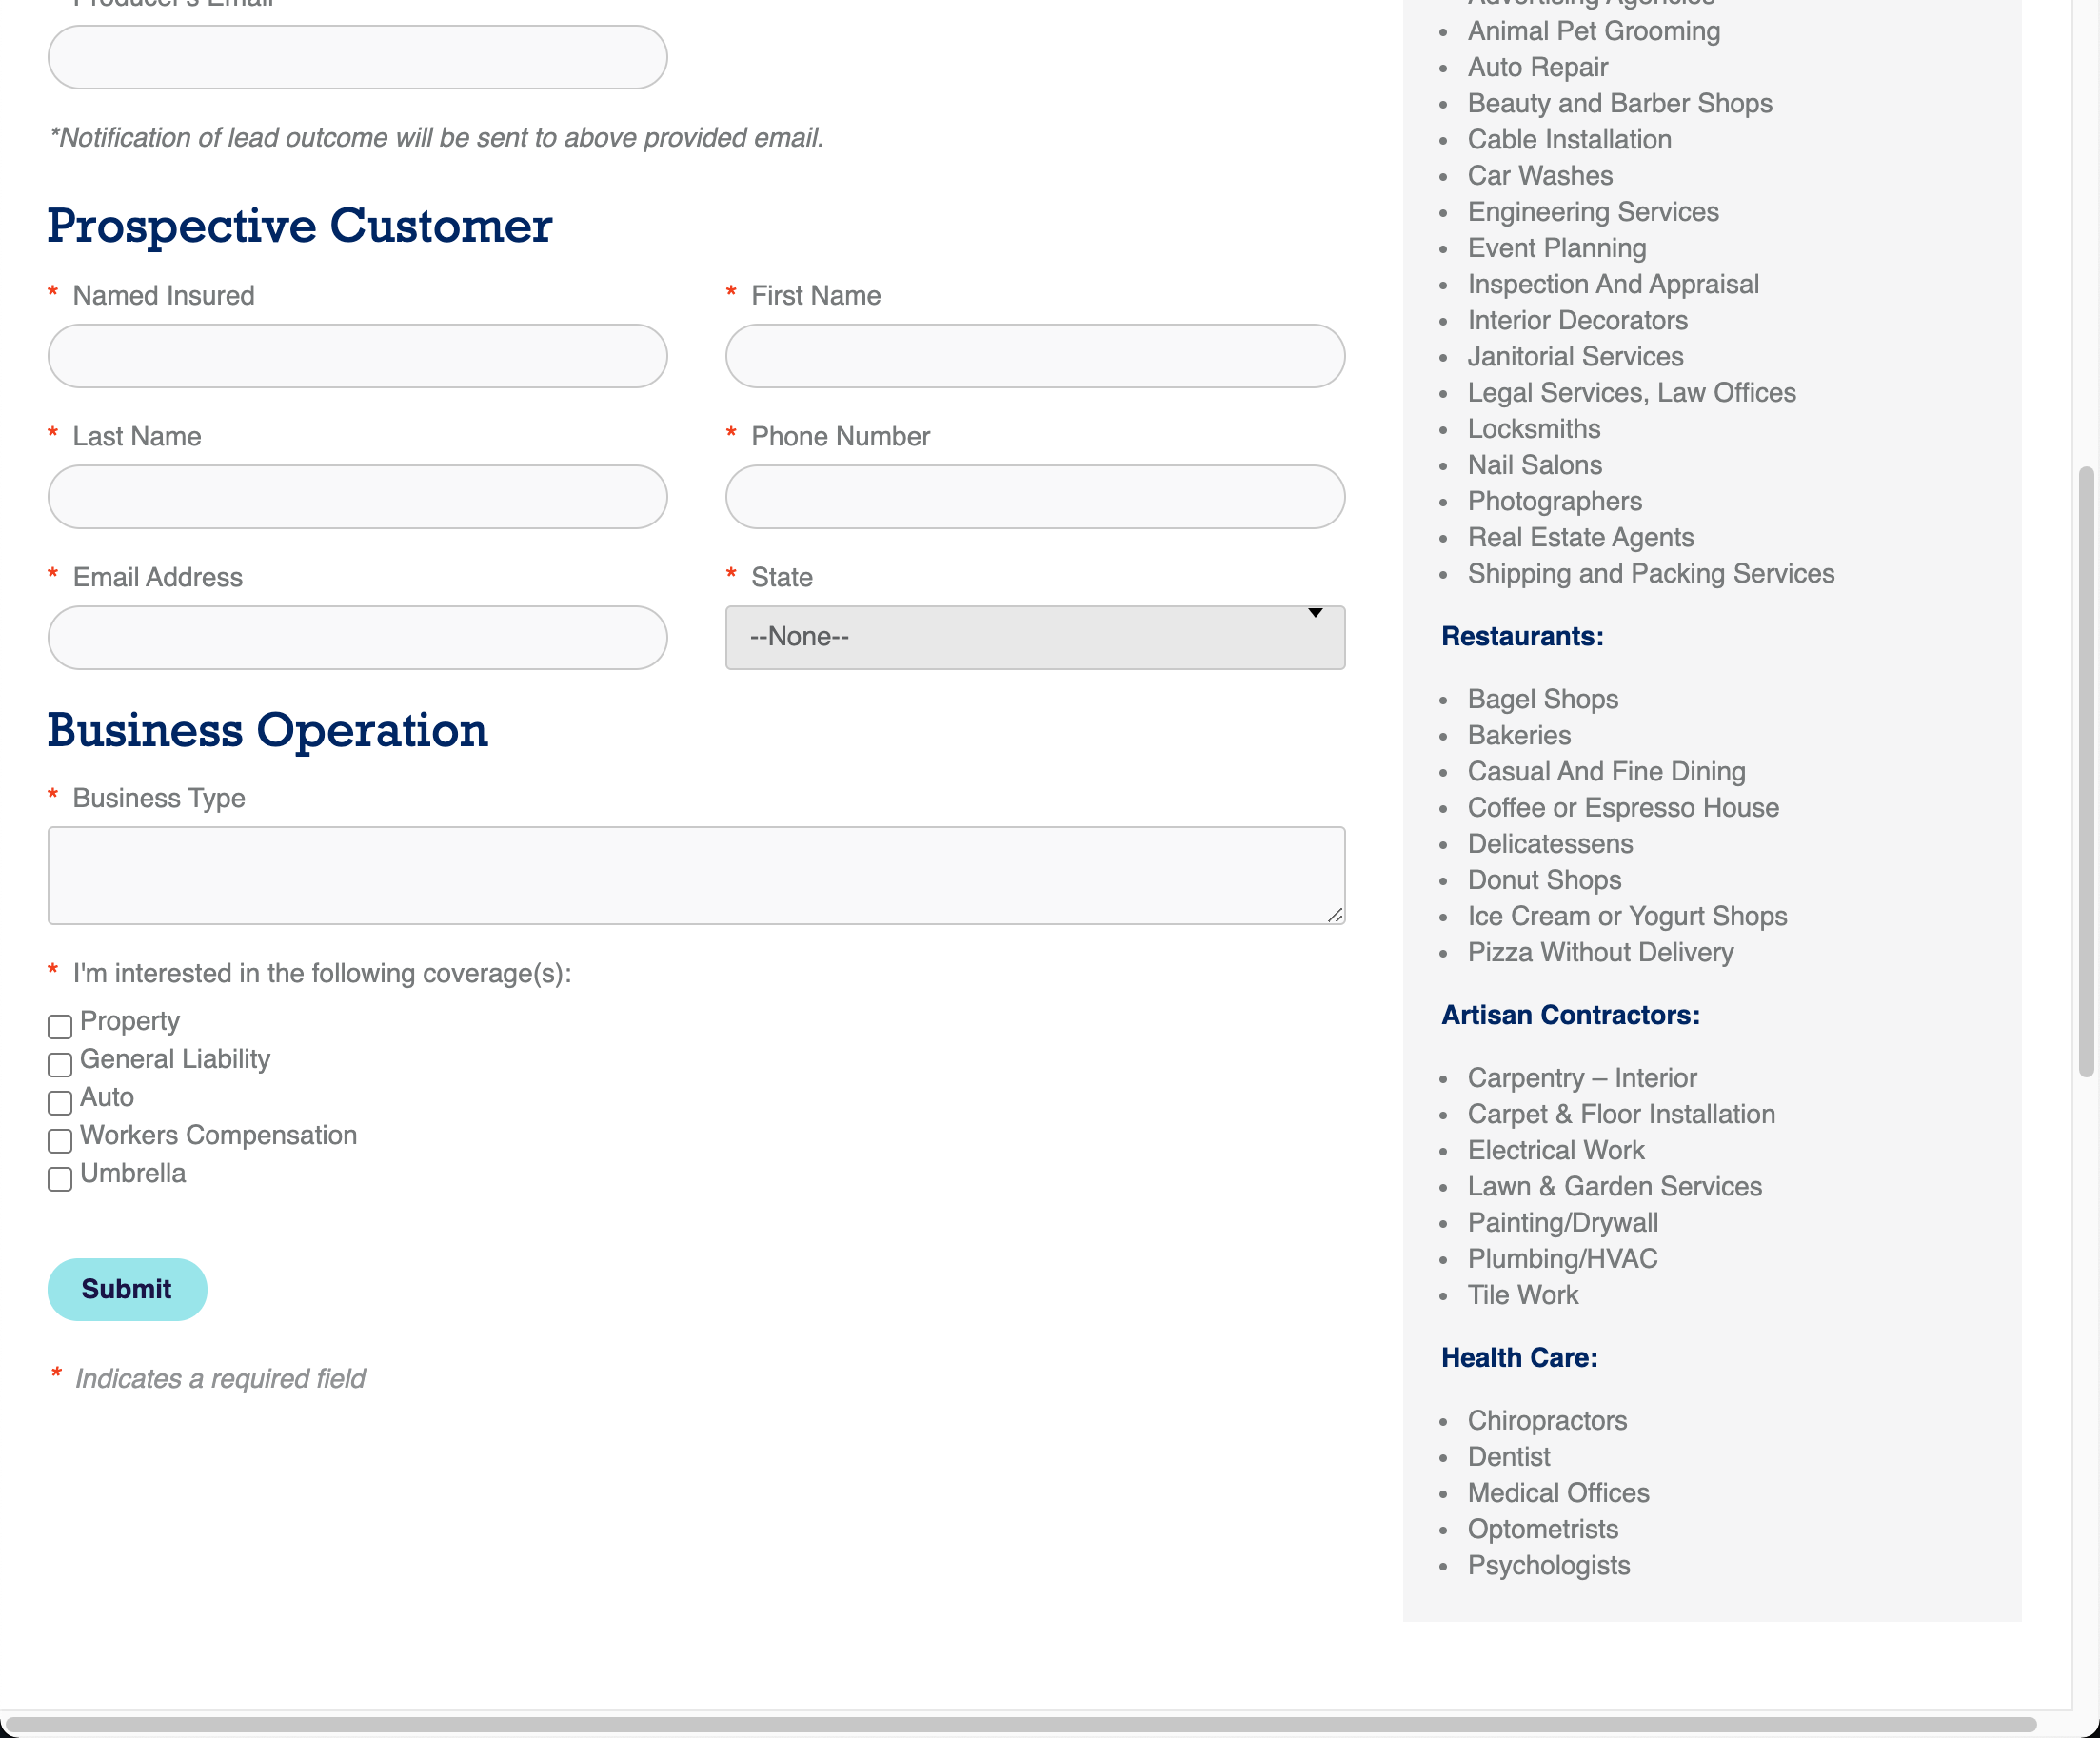 Producer's Email
*Notification of lead outcome will be sent to above provided email.
Prospective Customer
* Named Insured
* First Name
* Last Name
* Phone Number
* Email Address
* State
--None--
Business Operation
* Business Type
* I'm interested in the following coverage(s):
Property
General Liability
Auto
Workers Compensation
Umbrella
Submit
* Indicates a required field
Advertising Agencies
• Animal Pet Grooming
• Auto Repair
• Beauty and Barber Shops
• Cable Installation
• Car Washes
• Engineering Services
• Event Planning
• Inspection And Appraisal
• Interior Decorators
• Janitorial Services
• Legal Services, Law Offices
• Locksmiths
• Nail Salons
• Photographers
• Real Estate Agents
• Shipping and Packing Services
Restaurants:
• Bagel Shops
• Bakeries
• Casual And Fine Dining
• Coffee or Espresso House
• Delicatessens
• Donut Shops
• Ice Cream or Yogurt Shops
• Pizza Without Delivery
Artisan Contractors:
• Carpentry – Interior
• Carpet & Floor Installation
• Electrical Work
• Lawn & Garden Services
• Painting/Drywall
• Plumbing/HVAC
• Tile Work
Health Care:
• Chiropractors
• Dentist
• Medical Offices
• Optometrists
• Psychologists